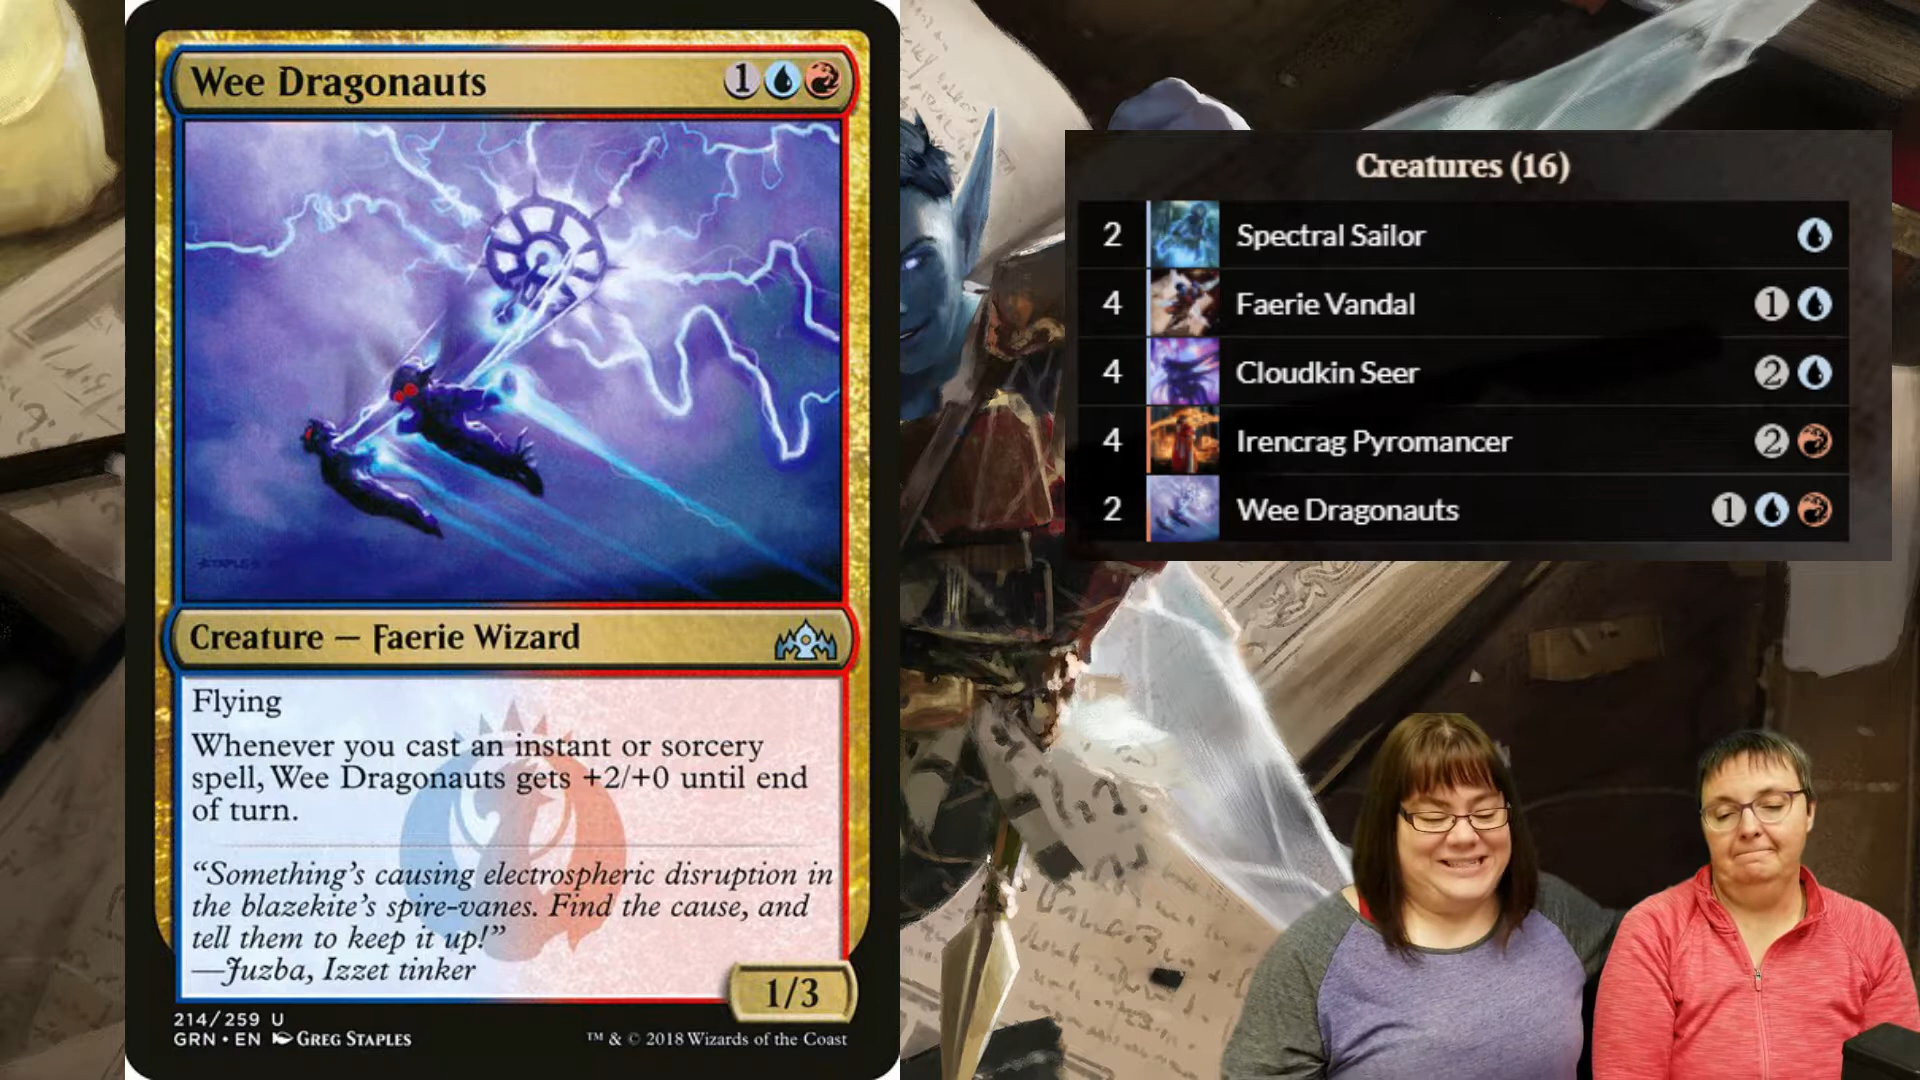 Wee Dragonauts 1
STAPLES
Creature — Faerie Wizard
Flying
Whenever you cast an instant or sorcery
spell, Wee Dragonauts gets +2/+0 until end
of turn.
“Something’s causing electrospheric disruption in
the blazekite’s spire-vanes. Find the cause, and
tell them to keep it up!”
—Juzba, Izzet tinker
1/3
214/259 U
GRN • EN GREG STAPLES
™ & © 2018 Wizards of the Coast
Creatures (16)
2 Spectral Sailor
4 Faerie Vandal 1
4 Cloudkin Seer 2
4 Irencrag Pyromancer 2
2 Wee Dragonauts 1